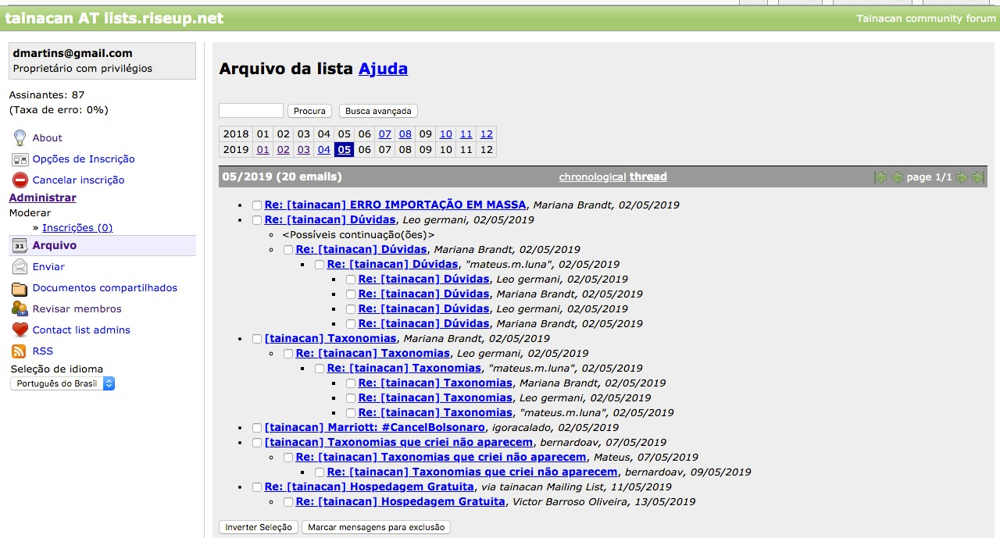 tainacan AT lists.riseup.net
Tainacan community forum
dmartins@gmail.com
Proprietário com privilégios
Assinantes: 87
(Taxa de erro: 0%)
About
Opções de Inscrição
Cancelar inscrição
Administrar
Moderar
» Inscrições (0)
31 Arquivo
Enviar
Documentos compartilhados
Revisar membros
Contact list admins
RSS
Seleção de idioma
Português do Brasil
Arquivo da lista Ajuda
Procura Busca avançada
2018 01 02 03 04 05 06 07 08 09 10 11 12
2019 01 02 03 04 05 06 07 08 09 10 11 12
05/2019 (20 emails) chronological thread page 1/1
Re: [tainacan] ERRO IMPORTAÇÃO EM MASSA, Mariana Brandt, 02/05/2019
Re: [tainacan] Dúvidas, Leo germani, 02/05/2019
<Possíveis continuação(ões)>
Re: [tainacan] Dúvidas, Mariana Brandt, 02/05/2019
Re: [tainacan] Dúvidas, "mateus.m.luna", 02/05/2019
Re: [tainacan] Dúvidas, Leo germani, 02/05/2019
Re: [tainacan] Dúvidas, Mariana Brandt, 02/05/2019
Re: [tainacan] Dúvidas, Leo germani, 02/05/2019
Re: [tainacan] Dúvidas, Mariana Brandt, 02/05/2019
[tainacan] Taxonomias, Mariana Brandt, 02/05/2019
Re: [tainacan] Taxonomias, Leo germani, 02/05/2019
Re: [tainacan] Taxonomias, "mateus.m.luna", 02/05/2019
Re: [tainacan] Taxonomias, Mariana Brandt, 02/05/2019
Re: [tainacan] Taxonomias, Leo germani, 02/05/2019
Re: [tainacan] Taxonomias, "mateus.m.luna", 02/05/2019
[tainacan] Marriott: #CancelBolsonaro, igoracalado, 02/05/2019
[tainacan] Taxonomias que criei não aparecem, bernardoav, 07/05/2019
Re: [tainacan] Taxonomias que criei não aparecem, Mateus, 07/05/2019
Re: [tainacan] Taxonomias que criei não aparecem, bernardoav, 09/05/2019
Re: [tainacan] Hospedagem Gratuita, via tainacan Mailing List, 11/05/2019
Re: [tainacan] Hospedagem Gratuita, Victor Barroso Oliveira, 13/05/2019
Inverter Seleção Marcar mensagens para exclusão